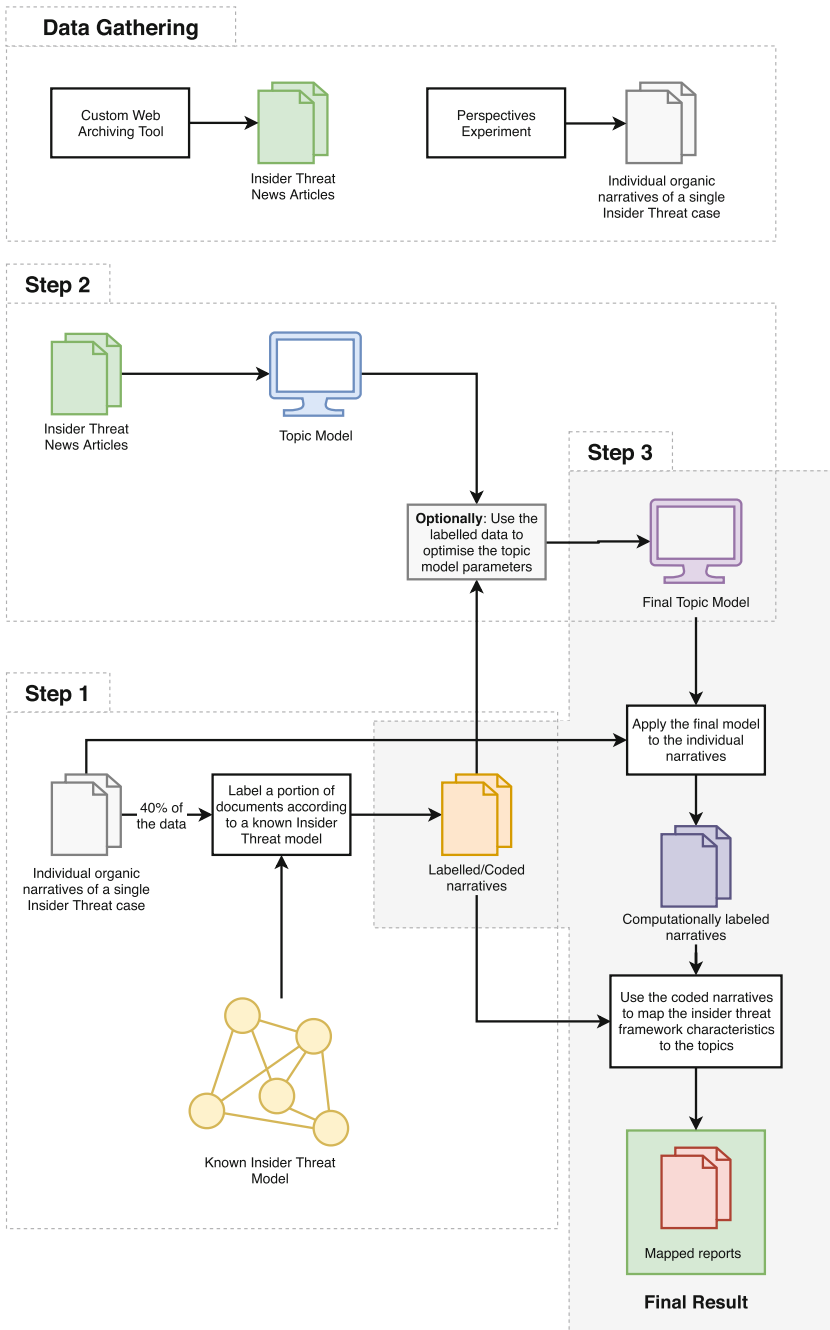 Data Gathering
Custom Web
Archiving Tool
Insider Threat
News Articles
Perspectives
Experiment
Individual organic
narratives of a single
Insider Threat case
Step 2
Insider Threat
News Articles
Topic Model
Optionally: Use the
labelled data to
optimise the topic
model parameters
Step 3
Final Topic Model
Step 1
Individual organic
narratives of a single
Insider Threat case
40% of
the data
Label a portion of
documents according
to a known Insider
Threat model
Labelled/Coded
narratives
Known Insider Threat
Model
Apply the final model
to the individual
narratives
Computationally labeled
narratives
Use the coded narratives
to map the insider threat
framework characteristics
to the topics
Mapped reports
Final Result